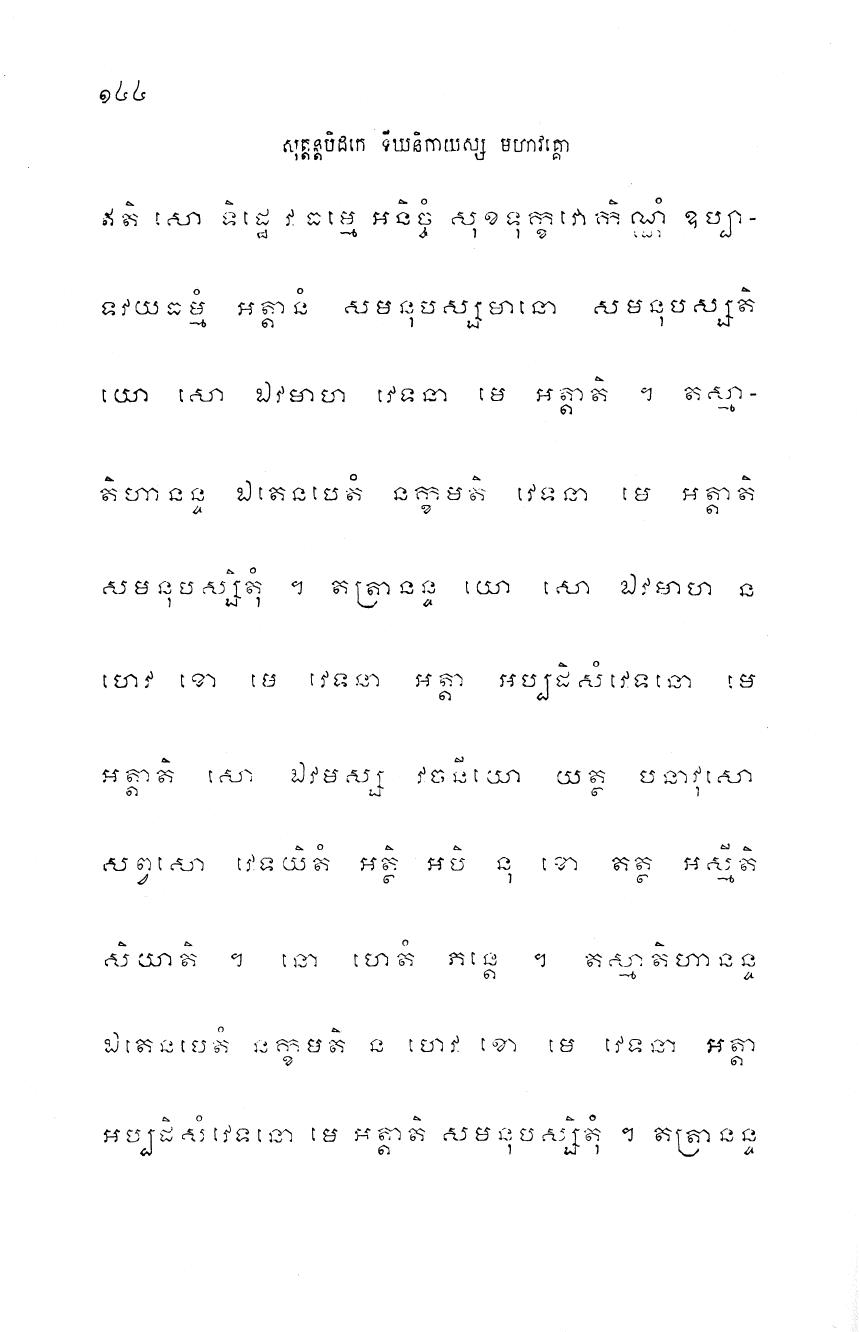 ១៤៤
សុត្តន្តបិដកេ ទីឃនិកាយស្ស មហាវគ្គោ
ឥតិ សោ ទិដ្ឋេ វ ធម្មេ អនិច្ចំ សុខទុក្ខវោកិណ្ណំ ឧប្បា-
ទវយធម្មំ អត្តានំ សមនុបស្សមានោ សមនុបស្សតិ
យោ សោ ឯវមាហ វេទនា មេ អត្តាតិ ។ តស្មា-
តិហានន្ទ ឯតេនបេតំ នក្ខមតិ វេទនា មេ អត្តាតិ
សមនុបស្សិតុំ ។ តត្រានន្ទ យោ សោ ឯវមាហ ន
ហេវ ខោ មេ វេទនា អត្តា អប្បដិសំវេទនោ មេ
អត្តាតិ សោ ឯវមស្ស វចនីយោ យត្ថ បនាវុសោ
សព្វសោ វេទយិតំ អត្ថិ អបិ នុ ខោ តត្ថ អស្មីតិ
សិយាតិ ។ នោ ហេតំ ភន្តេ ។ តស្មាតិហានន្ទ
ឯតេនបេតំ នក្ខមតិ ន ហេវ ខោ មេ វេទនា អត្តា
អប្បដិសំវេទនោ មេ អត្តាតិ សមនុបស្សិតុំ ។ តត្រានន្ទ